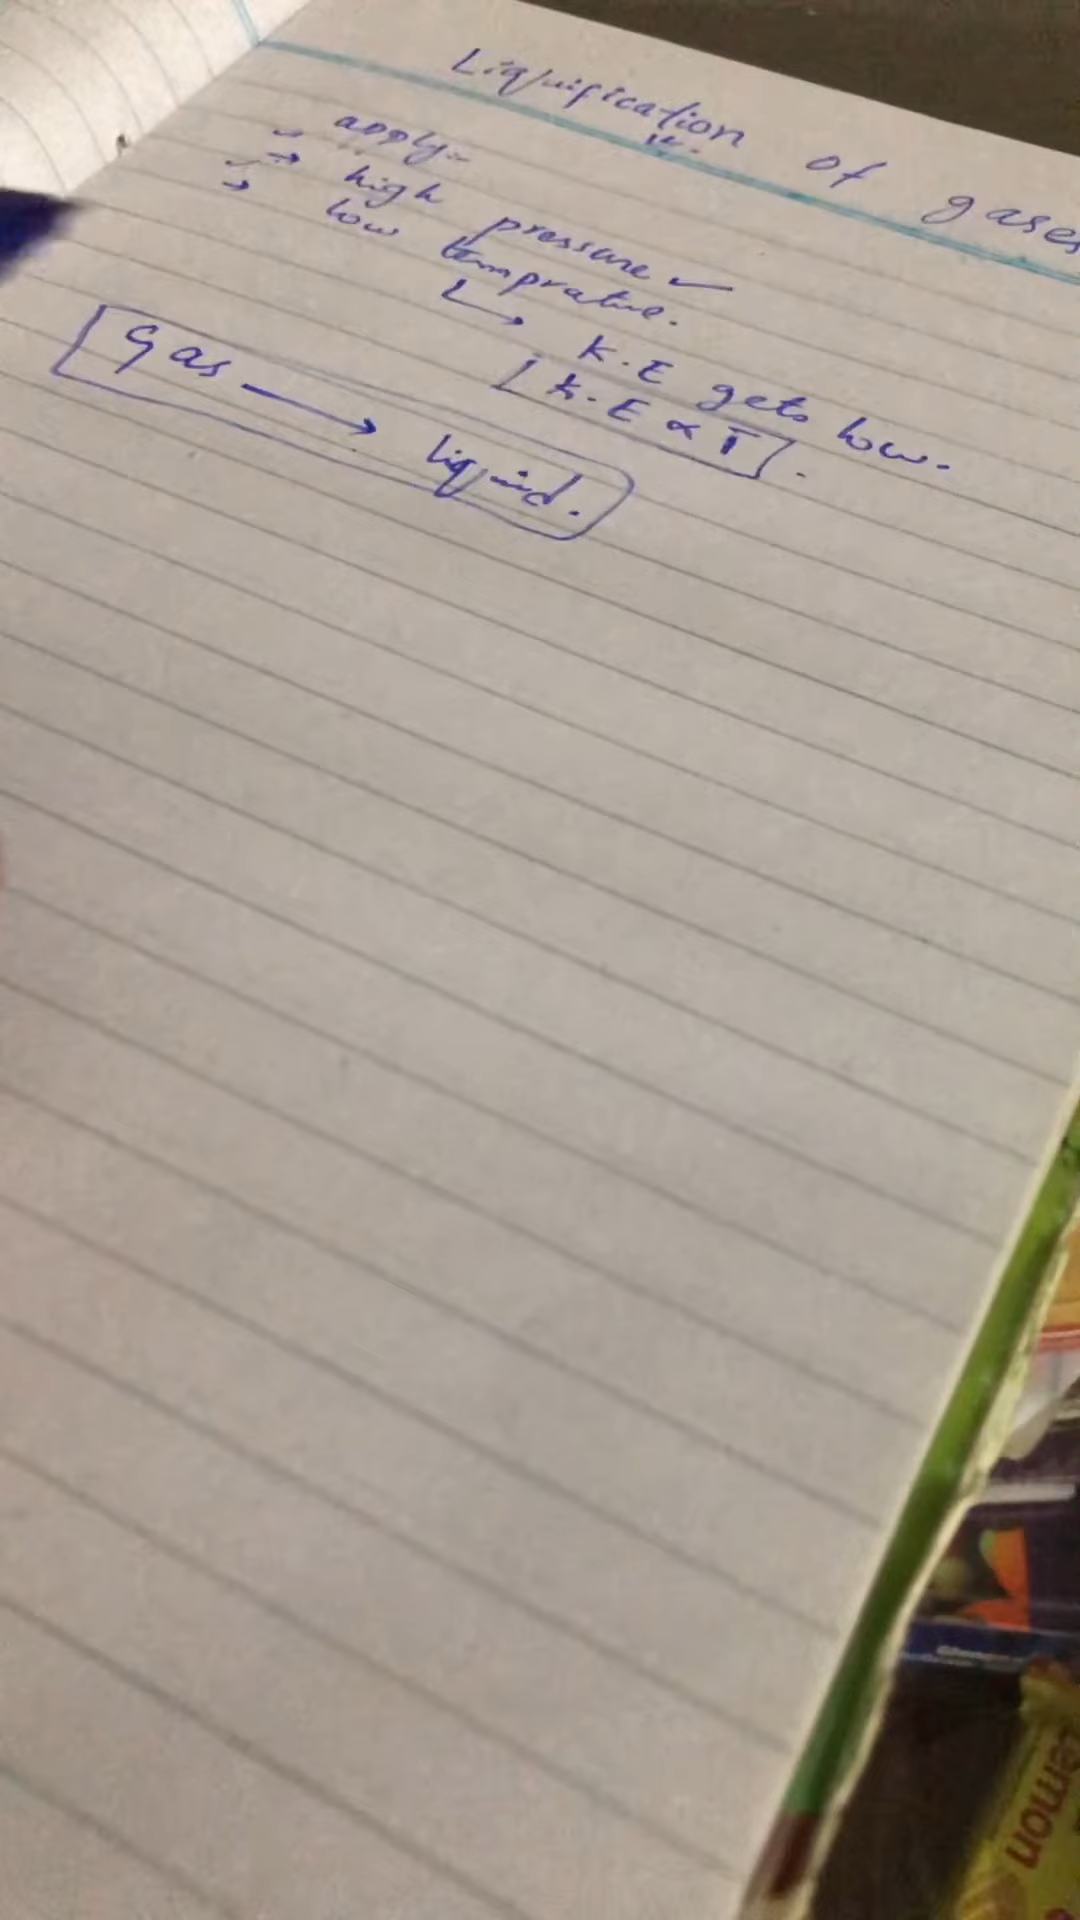 Liquification of gases
apply:-
→ high pressure ✓
→ low temprature.
↳ K.E gets low.
[K.E ∝ T].
Gas → liquid.